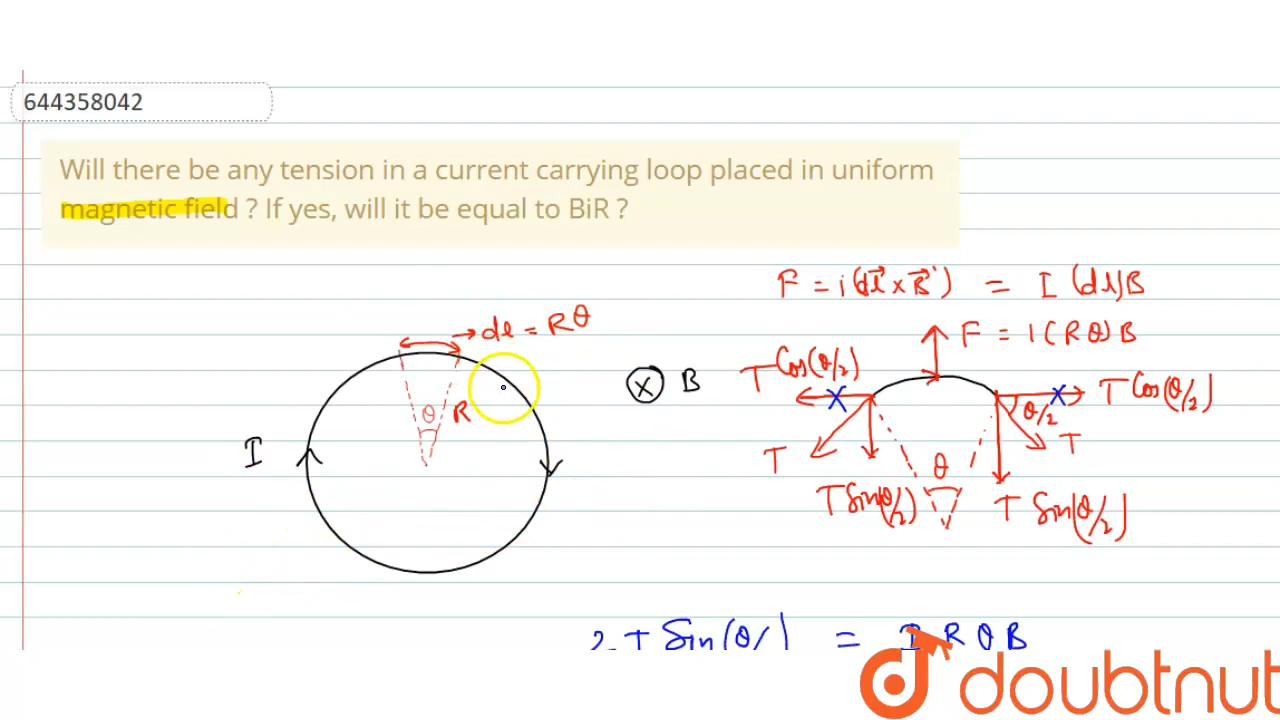 644358042
Will there be any tension in a current carrying loop placed in uniform
magnetic field ? If yes, will it be equal to BiR ?
F = i(dl⃗ × B⃗) = I (dl)B
→ dl = Rθ
F = I(Rθ)B
T Cos(θ/2)
T Cos(θ/2)
X B
θ/2
θ R
I
T
θ
T
T Sin(θ/2)
T Sin(θ/2)
2T Sin(θ/ ) = I R θ B
doubtnut